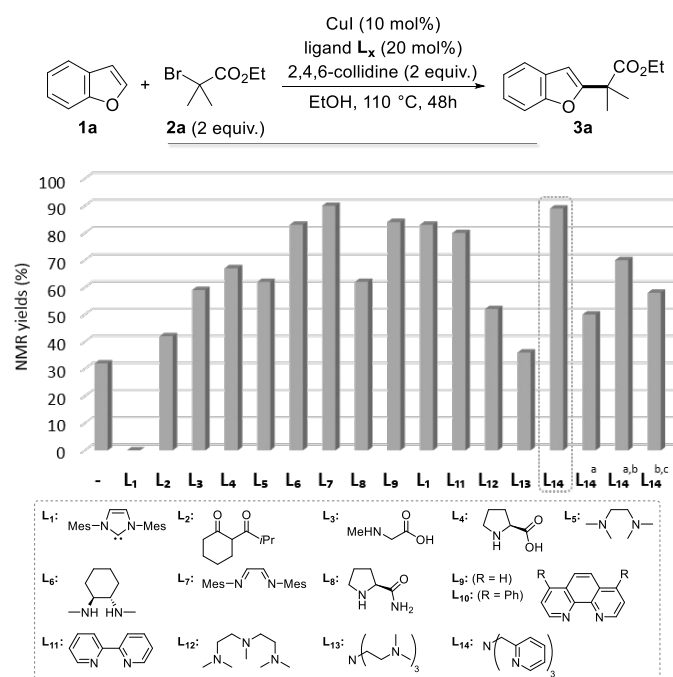 CuI (10 mol%)
ligand Lₓ (20 mol%)
2,4,6-collidine (2 equiv.)
EtOH, 110 °C, 48h
O
1a
+
Br
CO₂Et
2a (2 equiv.)
CO₂Et
O
3a
NMR yields (%)
100
90
80
70
60
50
40
30
20
10
0
- L₁ L₂ L₃ L₄ L₅ L₆ L₇ L₈ L₉ L₁ L₁₁ L₁₂ L₁₃ L₁₄ L₁₄ᵃ L₁₄ᵃ,ᵇ L₁₄ᵇ,ᶜ
L₁: Mes N N Mes
L₂: O O iPr
L₃: MeHN O OH
L₄: N H O OH
L₅: N N
L₆: NH HN
L₇: Mes N N Mes
L₈: N H O NH₂
L₉: (R = H)
L₁₀: (R = Ph)
R R N N
L₁₁: N N
L₁₂: N N N
L₁₃: N ( N )₃
L₁₄: N ( N )₃